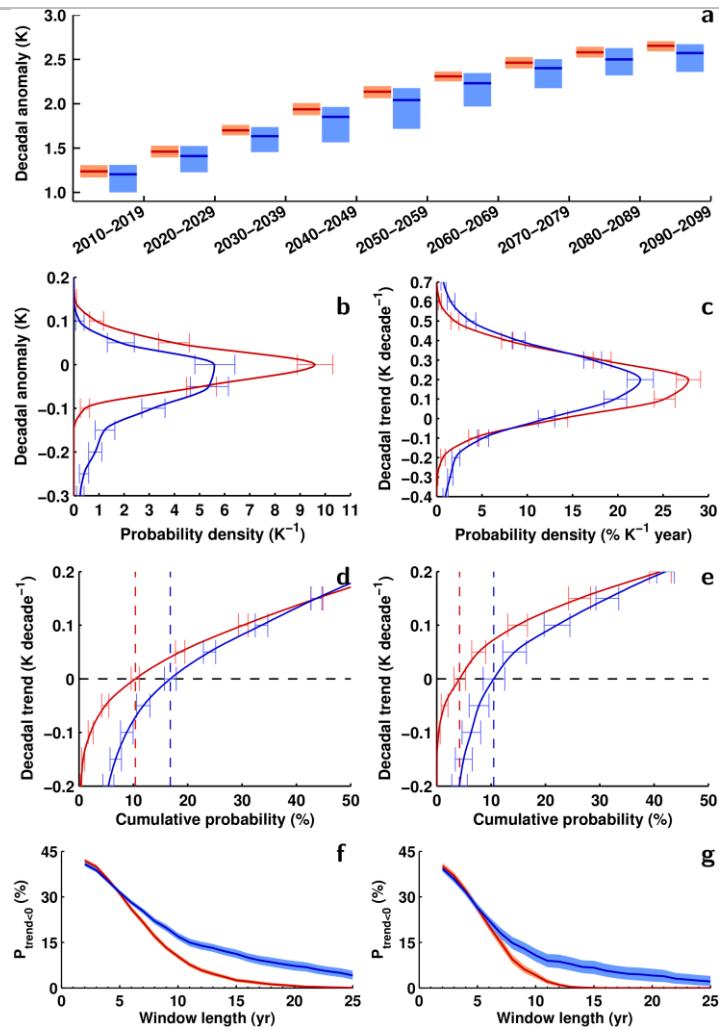 a
Decadal anomaly (K)
3.0
2.5
2.0
1.5
1.0
2010−2019
2020−2029
2030−2039
2040−2049
2050−2059
2060−2069
2070−2079
2080−2089
2090−2099
b
Decadal anomaly (K)
0.2
0.1
0
−0.1
−0.2
−0.3
0 1 2 3 4 5 6 7 8 9 10 11
Probability density (K⁻¹)
c
Decadal trend (K decade⁻¹)
0.7
0.6
0.5
0.4
0.3
0.2
0.1
0
−0.1
−0.2
−0.3
−0.4
0 5 10 15 20 25 30
Probability density (% K⁻¹ year)
d
Decadal trend (K decade⁻¹)
0.2
0.1
0
−0.1
−0.2
0 10 20 30 40 50
Cumulative probability (%)
e
Decadal trend (K decade⁻¹)
0.2
0.1
0
−0.1
−0.2
0 10 20 30 40 50
Cumulative probability (%)
f
P trend<0 (%)
45
30
15
0
0 5 10 15 20 25
Window length (yr)
g
P trend<0 (%)
45
30
15
0
0 5 10 15 20 25
Window length (yr)